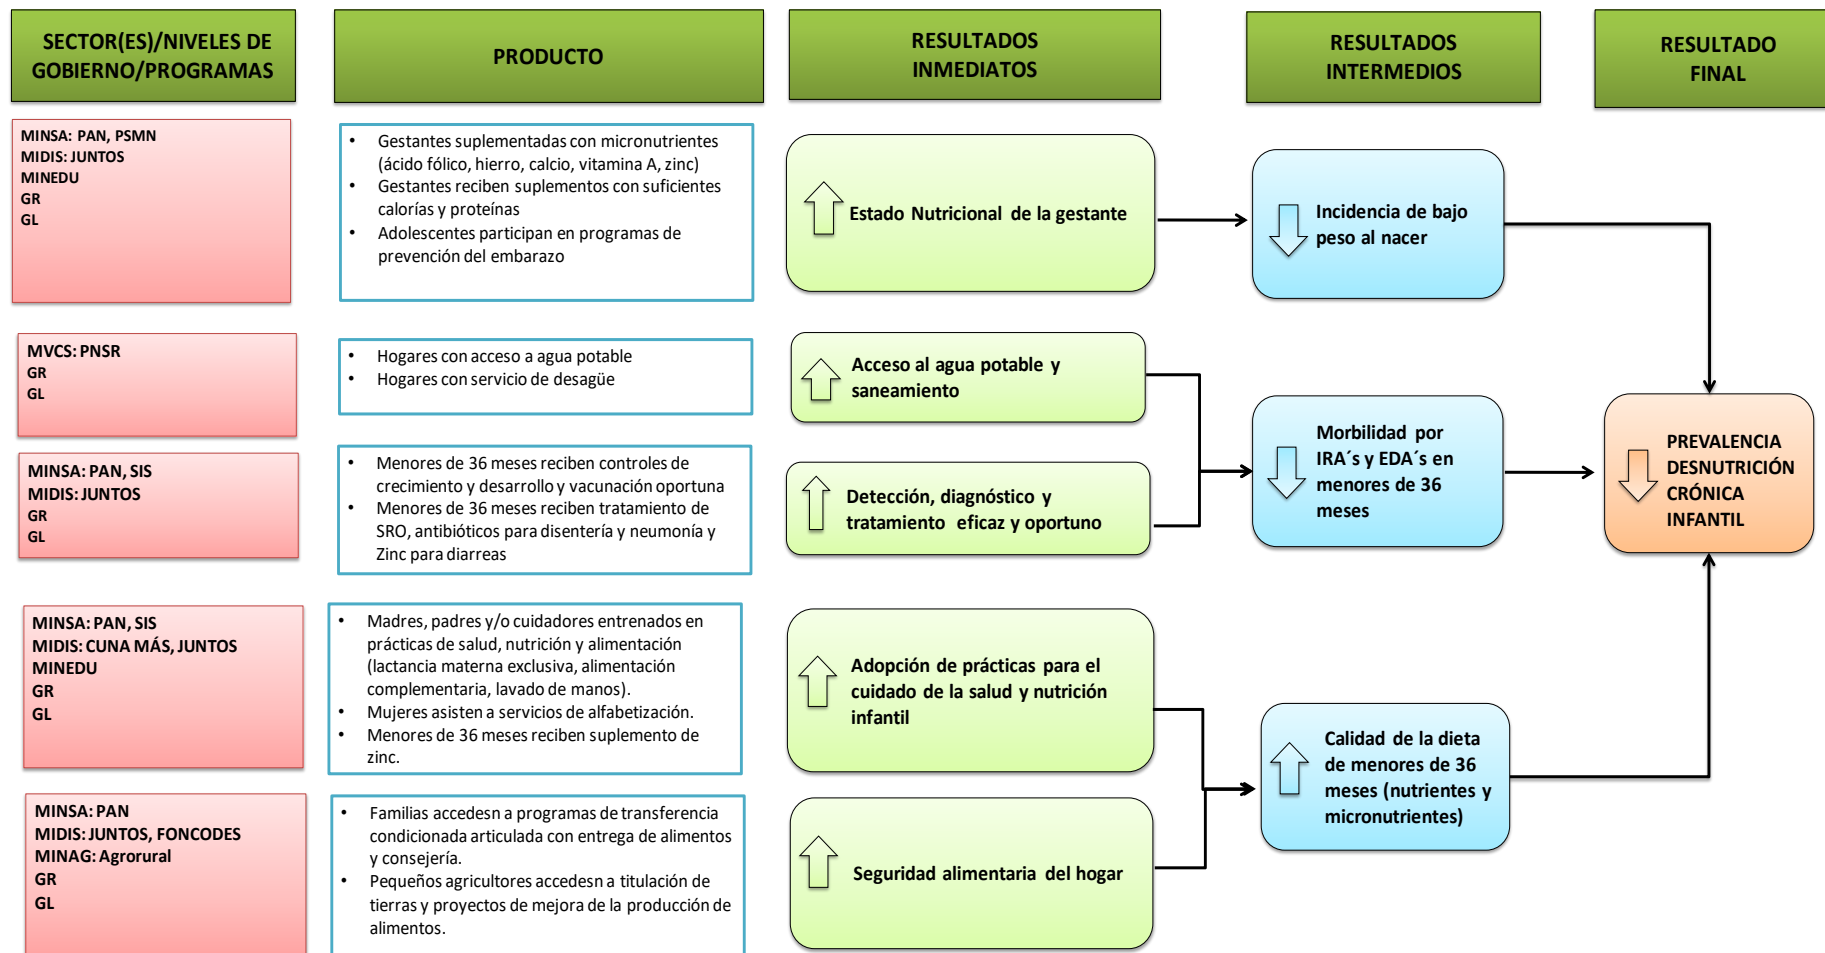 SECTOR(ES)/NIVELES DE
GOBIERNO/PROGRAMAS
PRODUCTO
RESULTADOS
INMEDIATOS
RESULTADOS
INTERMEDIOS
RESULTADO
FINAL
MINSA: PAN, PSMN
MIDIS: JUNTOS
MINEDU
GR
GL
• Gestantes suplementadas con micronutrientes
(ácido fólico, hierro, calcio, vitamina A, zinc)
• Gestantes reciben suplementos con suficientes
calorías y proteínas
• Adolescentes participan en programas de
prevención del embarazo
Estado Nutricional de la gestante
Incidencia de bajo
peso al nacer
MVCS: PNSR
GR
GL
• Hogares con acceso a agua potable
• Hogares con servicio de desagüe
Acceso al agua potable y
saneamiento
MINSA: PAN, SIS
MIDIS: JUNTOS
GR
GL
• Menores de 36 meses reciben controles de
crecimiento y desarrollo y vacunación oportuna
• Menores de 36 meses reciben tratamiento de
SRO, antibióticos para disentería y neumonía y
Zinc para diarreas
Detección, diagnóstico y
tratamiento eficaz y oportuno
Morbilidad por
IRA´s y EDA´s en
menores de 36
meses
PREVALENCIA
DESNUTRICIÓN
CRÓNICA
INFANTIL
MINSA: PAN, SIS
MIDIS: CUNA MÁS, JUNTOS
MINEDU
GR
GL
• Madres, padres y/o cuidadores entrenados en
prácticas de salud, nutrición y alimentación
(lactancia materna exclusiva, alimentación
complementaria, lavado de manos).
• Mujeres asisten a servicios de alfabetización.
• Menores de 36 meses reciben suplemento de
zinc.
Adopción de prácticas para el
cuidado de la salud y nutrición
infantil
Calidad de la dieta
de menores de 36
meses (nutrientes y
micronutrientes)
MINSA: PAN
MIDIS: JUNTOS, FONCODES
MINAG: Agrorural
GR
GL
• Familias accedesn a programas de transferencia
condicionada articulada con entrega de alimentos
y consejería.
• Pequeños agricultores accedesn a titulación de
tierras y proyectos de mejora de la producción de
alimentos.
Seguridad alimentaria del hogar